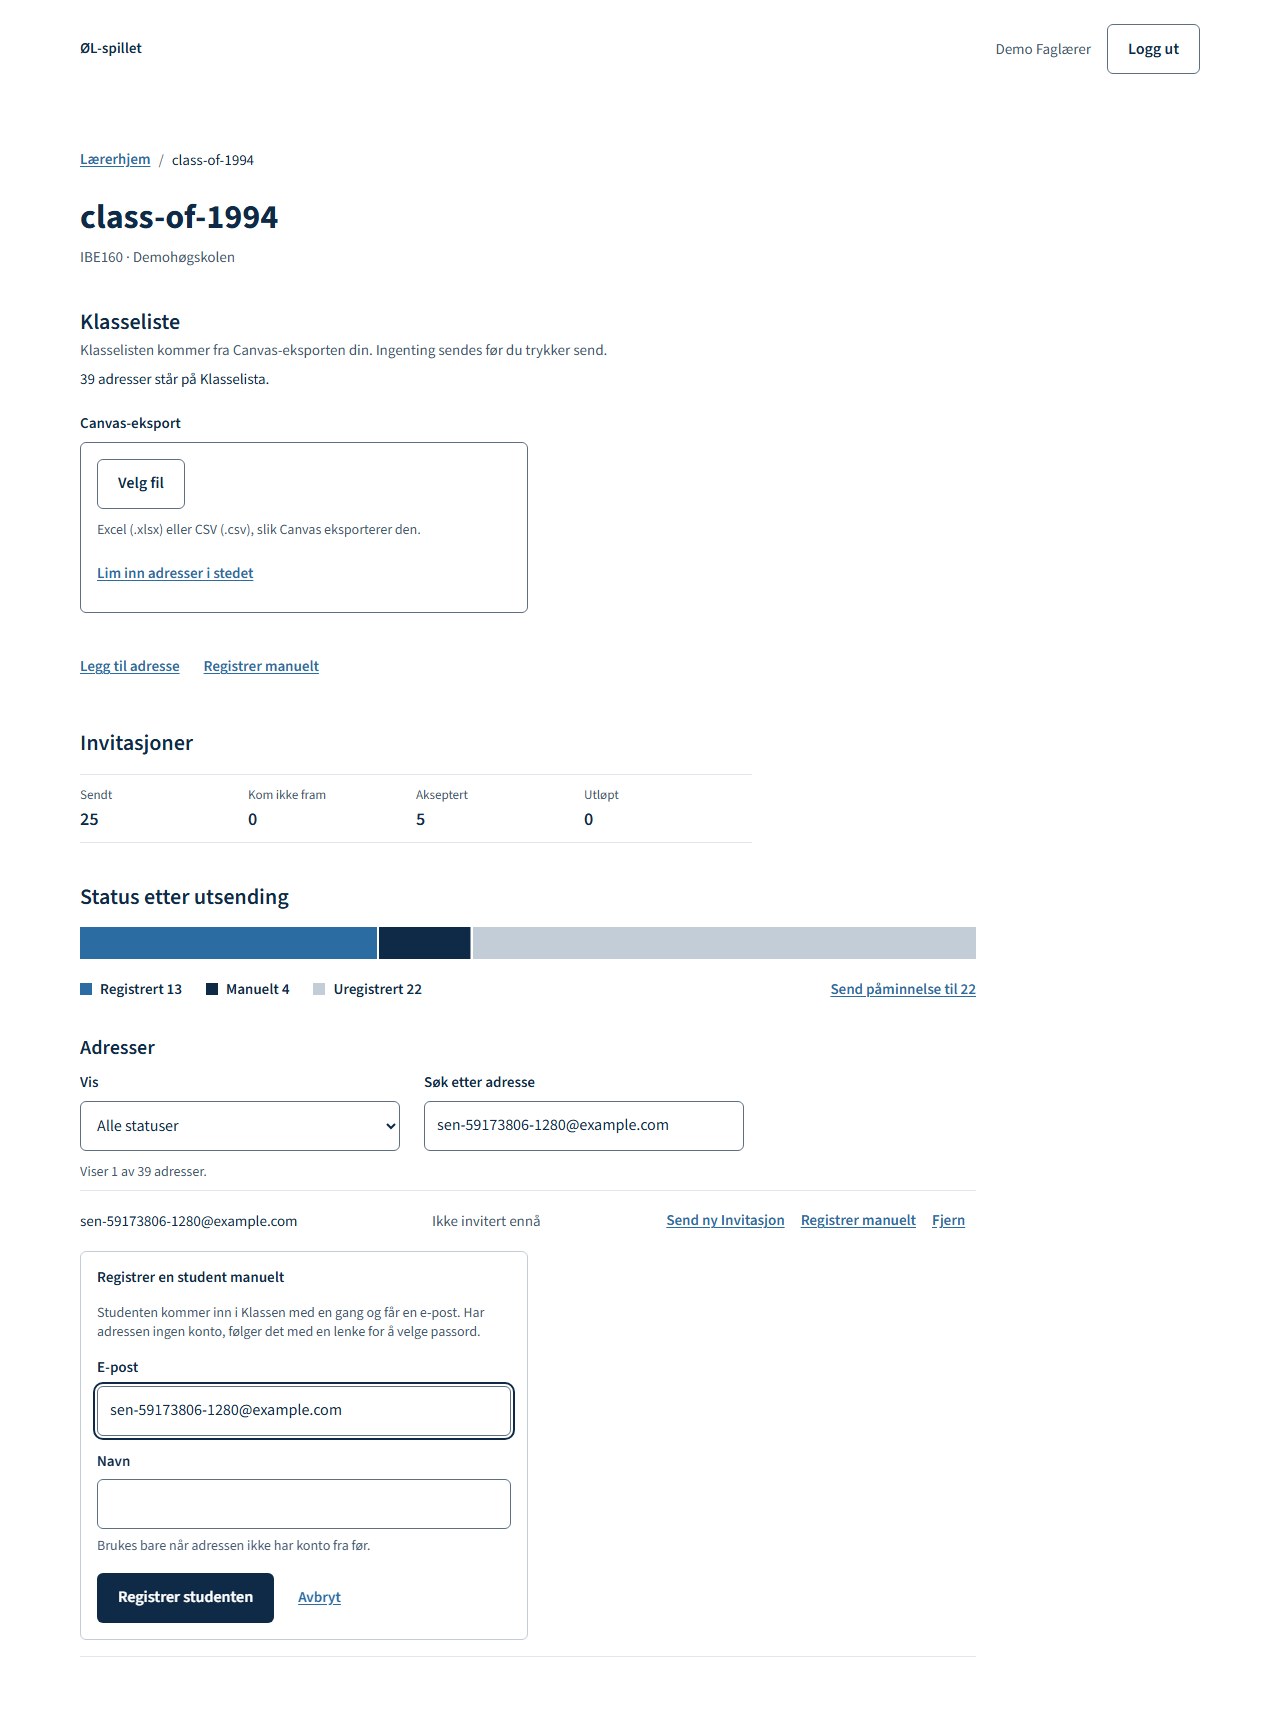 ØL-spillet
Demo Faglærer
Logg ut
Lærerhjem / class-of-1994
class-of-1994
IBE160 · Demohøgskolen
Klasseliste
Klasselisten kommer fra Canvas-eksporten din. Ingenting sendes før du trykker send.
39 adresser står på Klasselista.
Canvas-eksport
Velg fil
Excel (.xlsx) eller CSV (.csv), slik Canvas eksporterer den.
Lim inn adresser i stedet
Legg til adresse Registrer manuelt
Invitasjoner
Sendt Kom ikke fram Akseptert Utløpt
25 0 5 0
Status etter utsending
Registrert 13 Manuelt 4 Uregistrert 22 Send påminnelse til 22
Adresser
Vis Søk etter adresse
Alle statuser sen-59173806-1280@example.com
Viser 1 av 39 adresser.
sen-59173806-1280@example.com Ikke invitert ennå Send ny Invitasjon Registrer manuelt Fjern
Registrer en student manuelt
Studenten kommer inn i Klassen med en gang og får en e-post. Har
adressen ingen konto, følger det med en lenke for å velge passord.
E-post
sen-59173806-1280@example.com
Navn
Brukes bare når adressen ikke har konto fra før.
Registrer studenten Avbryt